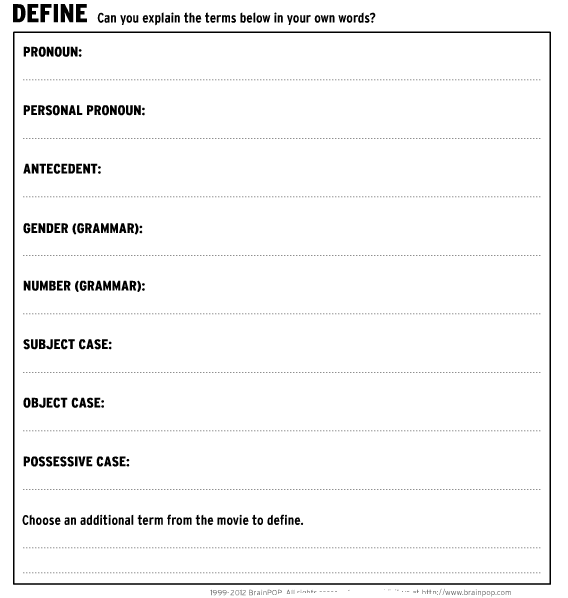 DEFINE Can you explain the terms below in your own words?
PRONOUN:
PERSONAL PRONOUN:
ANTECEDENT:
GENDER (GRAMMAR):
NUMBER (GRAMMAR):
SUBJECT CASE:
OBJECT CASE:
POSSESSIVE CASE:
Choose an additional term from the movie to define.
1999-2012 BrainPOP. All rights at http://www.brainpop.com